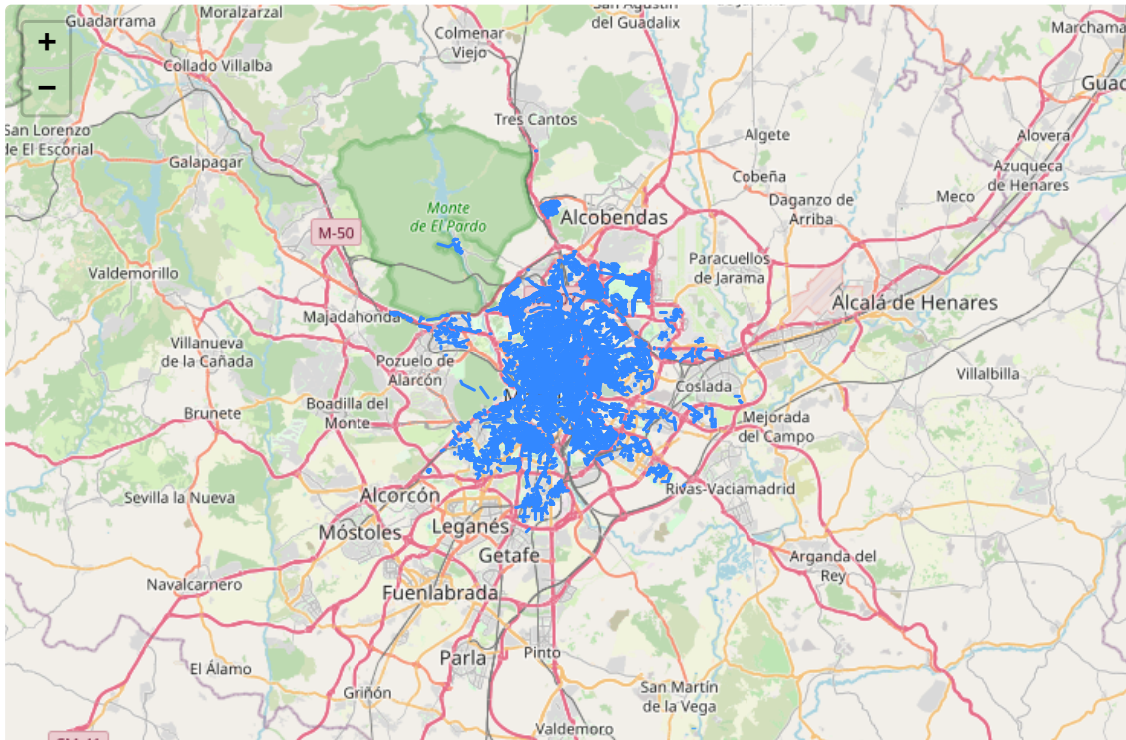 Guadarrama
Moralzarzal
San Agustín
del Guadalix
Marchama
+
−
Colmenar
Viejo
Collado Villalba
Guad
Tres Cantos
San Lorenzo
de El Escorial
Galapagar
Algete
Alovera
Azuqueca
de Henares
Cobeña
Meco
Daganzo de
Arriba
Monte
de El Pardo
Alcobendas
M-50
Valdemorillo
Paracuellos
de Jarama
Alcalá de Henares
Majadahonda
Villanueva
de la Cañada
Pozuelo de
Alarcón
Villalbilla
Coslada
M
Boadilla del
Monte
Brunete
Mejorada
del Campo
Sevilla la Nueva
Alcorcón
Rivas-Vaciamadrid
Móstoles
Leganés
Getafe
Arganda del
Rey
Navalcarnero
Fuenlabrada
Parla
Pinto
El Álamo
Griñón
San Martín
de la Vega
Valdemoro